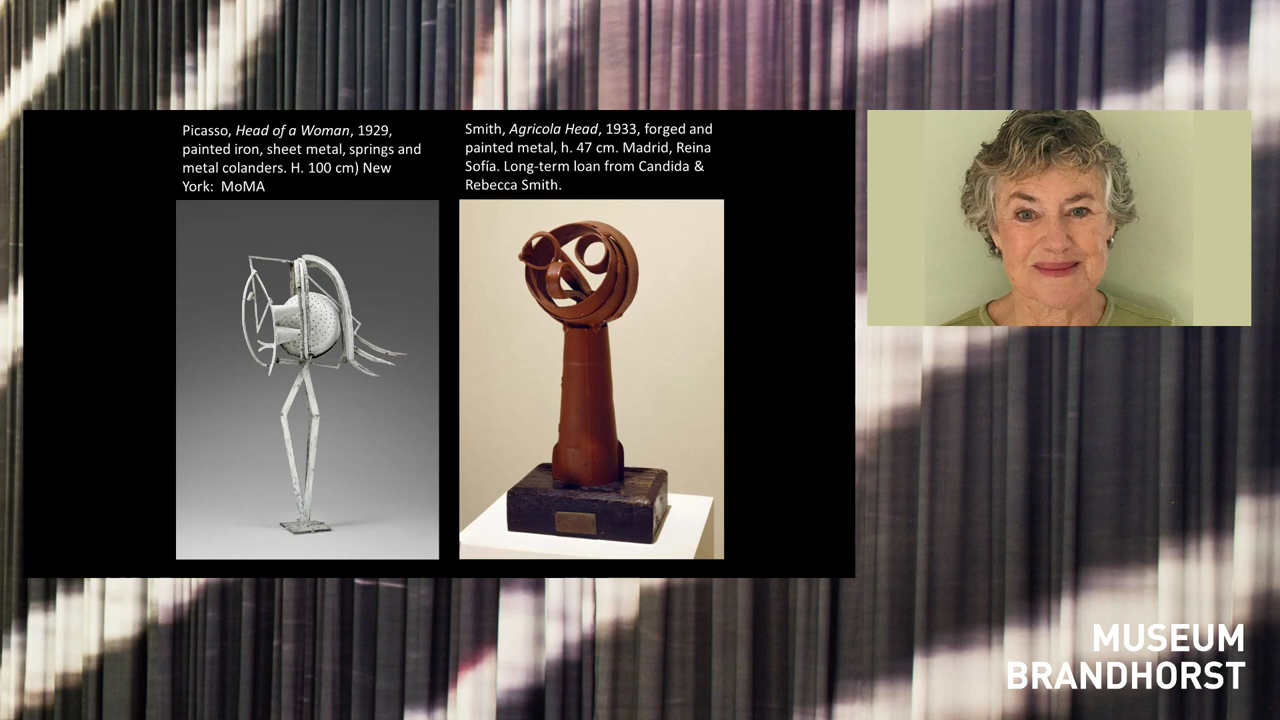 Picasso, Head of a Woman, 1929,
painted iron, sheet metal, springs and
metal colanders. H. 100 cm) New
York: MoMA
Smith, Agricola Head, 1933, forged and
painted metal, h. 47 cm. Madrid, Reina
Sofía. Long-term loan from Candida &
Rebecca Smith.
MUSEUM
BRANDHORST